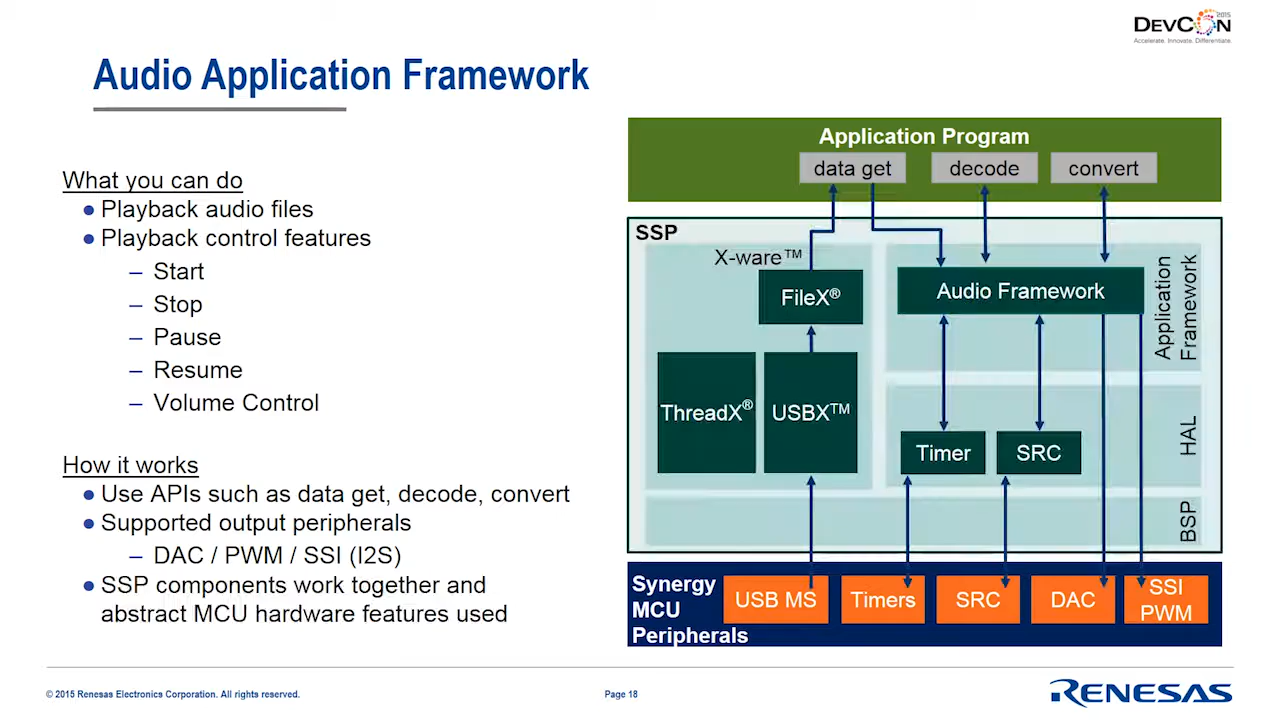 DEVCON 2015
Accelerate. Innovate. Differentiate.
Audio Application Framework
What you can do
● Playback audio files
● Playback control features
– Start
– Stop
– Pause
– Resume
– Volume Control
How it works
● Use APIs such as data get, decode, convert
● Supported output peripherals
– DAC / PWM / SSI (I2S)
● SSP components work together and
abstract MCU hardware features used
Application Program
data get decode convert
SSP
X-ware™
FileX®
Audio Framework
Application
Framework
ThreadX®
USBX™
Timer
SRC
HAL
BSP
Synergy
MCU
Peripherals
USB MS
Timers
SRC
DAC
SSI
PWM
© 2015 Renesas Electronics Corporation. All rights reserved.
Page 18
RENESAS